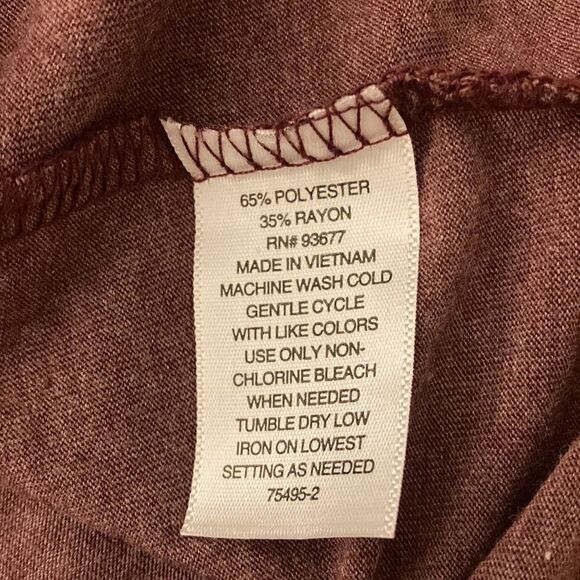 65% POLYESTER
35% RAYON
RN# 93677
MADE IN VIETNAM
MACHINE WASH COLD
GENTLE CYCLE
WITH LIKE COLORS
USE ONLY NON-
CHLORINE BLEACH
WHEN NEEDED
TUMBLE DRY LOW
IRON ON LOWEST
SETTING AS NEEDED
75495-2